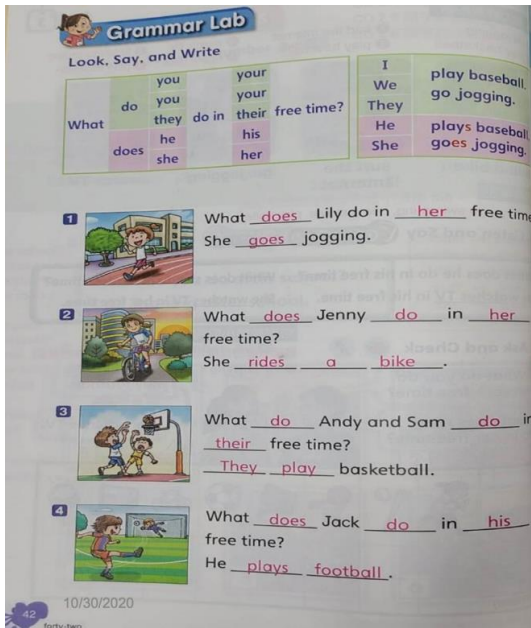 Grammar Lab
Look, Say, and Write
What do you do in your free time?
you your
they their
does he his
she her
I play baseball.
We go jogging.
They
He plays baseball
She goes jogging.
1 What does Lily do in her free tim
She goes jogging.
2 What does Jenny do in her
free time?
She rides a bike.
3 What do Andy and Sam do in
their free time?
They play basketball.
4 What does Jack do in his
free time?
He plays football.
10/30/2020
42
forty-two